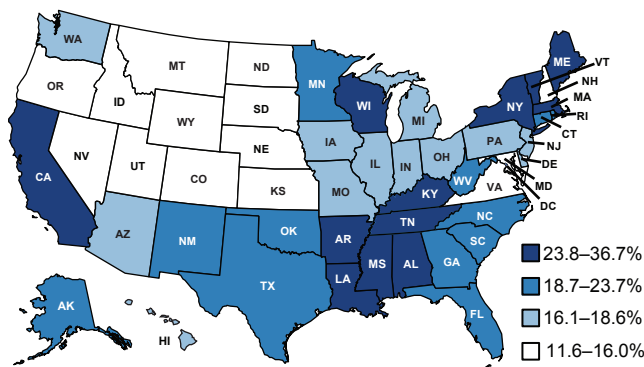 WA
MT
ND
MN
ME
VT
NH
MA
RI
CT
NJ
DE
MD
DC
OR
ID
WY
SD
WI
MI
NY
PA
NV
UT
CO
NE
IA
IL
IN
OH
WV
VA
CA
KS
MO
KY
AZ
NM
OK
AR
TN
NC
SC
TX
LA
MS
AL
GA
FL
AK
HI
23.8–36.7%
18.7–23.7%
16.1–18.6%
11.6–16.0%